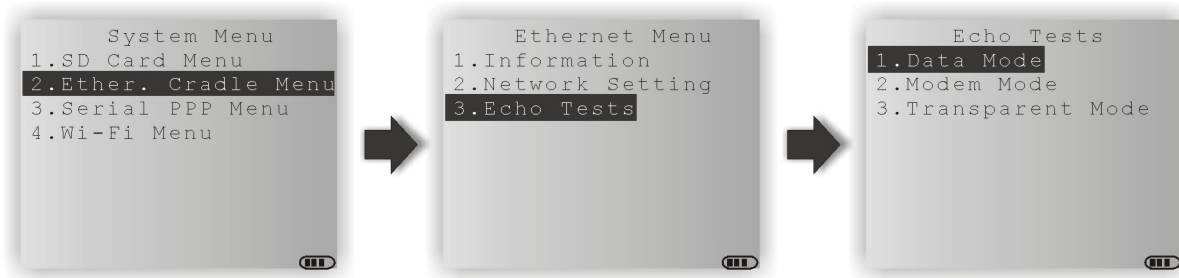 System Menu
1.SD Card Menu
2.Ether. Cradle Menu
3.Serial PPP Menu
4.Wi-Fi Menu
Ethernet Menu
1.Information
2.Network Setting
3.Echo Tests
Echo Tests
1.Data Mode
2.Modem Mode
3.Transparent Mode